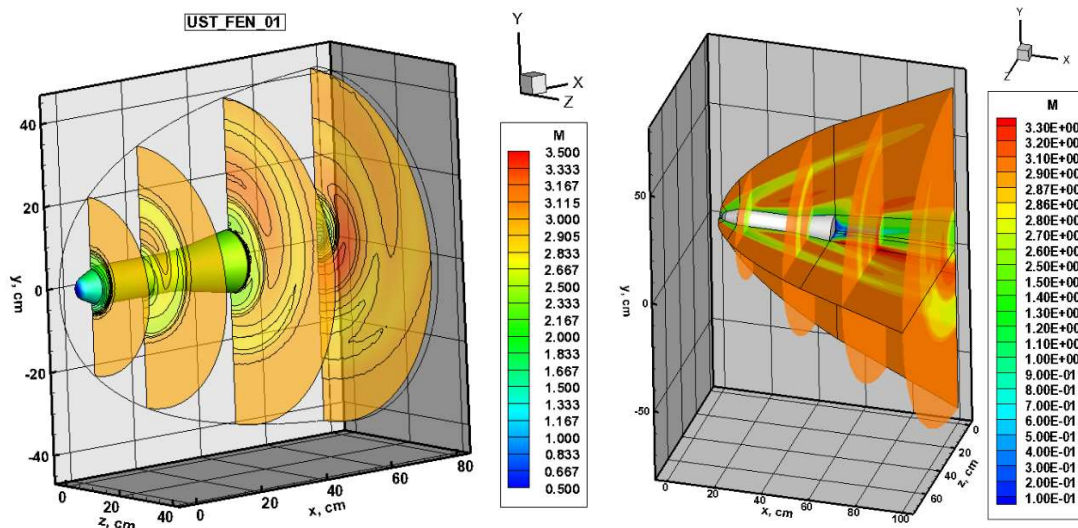 UST_FEN_01
Y
X
Z
M
3.500
3.533
3.167
3.115
3.000
2.905
2.833
2.667
2.500
2.333
2.167
2.000
1.833
1.667
1.500
1.333
1.167
1.000
0.833
0.667
0.500
y, cm
40
20
0
-20
-40
0
20
40
z, cm
0
20
40
60
80
x, cm
Y
X
Z
M
3.30E+00
3.20E+00
3.10E+00
2.90E+00
2.87E+00
2.86E+00
2.80E+00
2.70E+00
2.60E+00
2.50E+00
1.50E+00
1.40E+00
1.30E+00
1.20E+00
1.10E+00
1.00E+00
9.00E-01
8.00E-01
7.00E-01
6.00E-01
5.00E-01
4.00E-01
3.00E-01
2.00E-01
1.00E-01
y, cm
50
0
-50
0
20
40
60
80
100
x, cm
0
20
40
60
z, cm